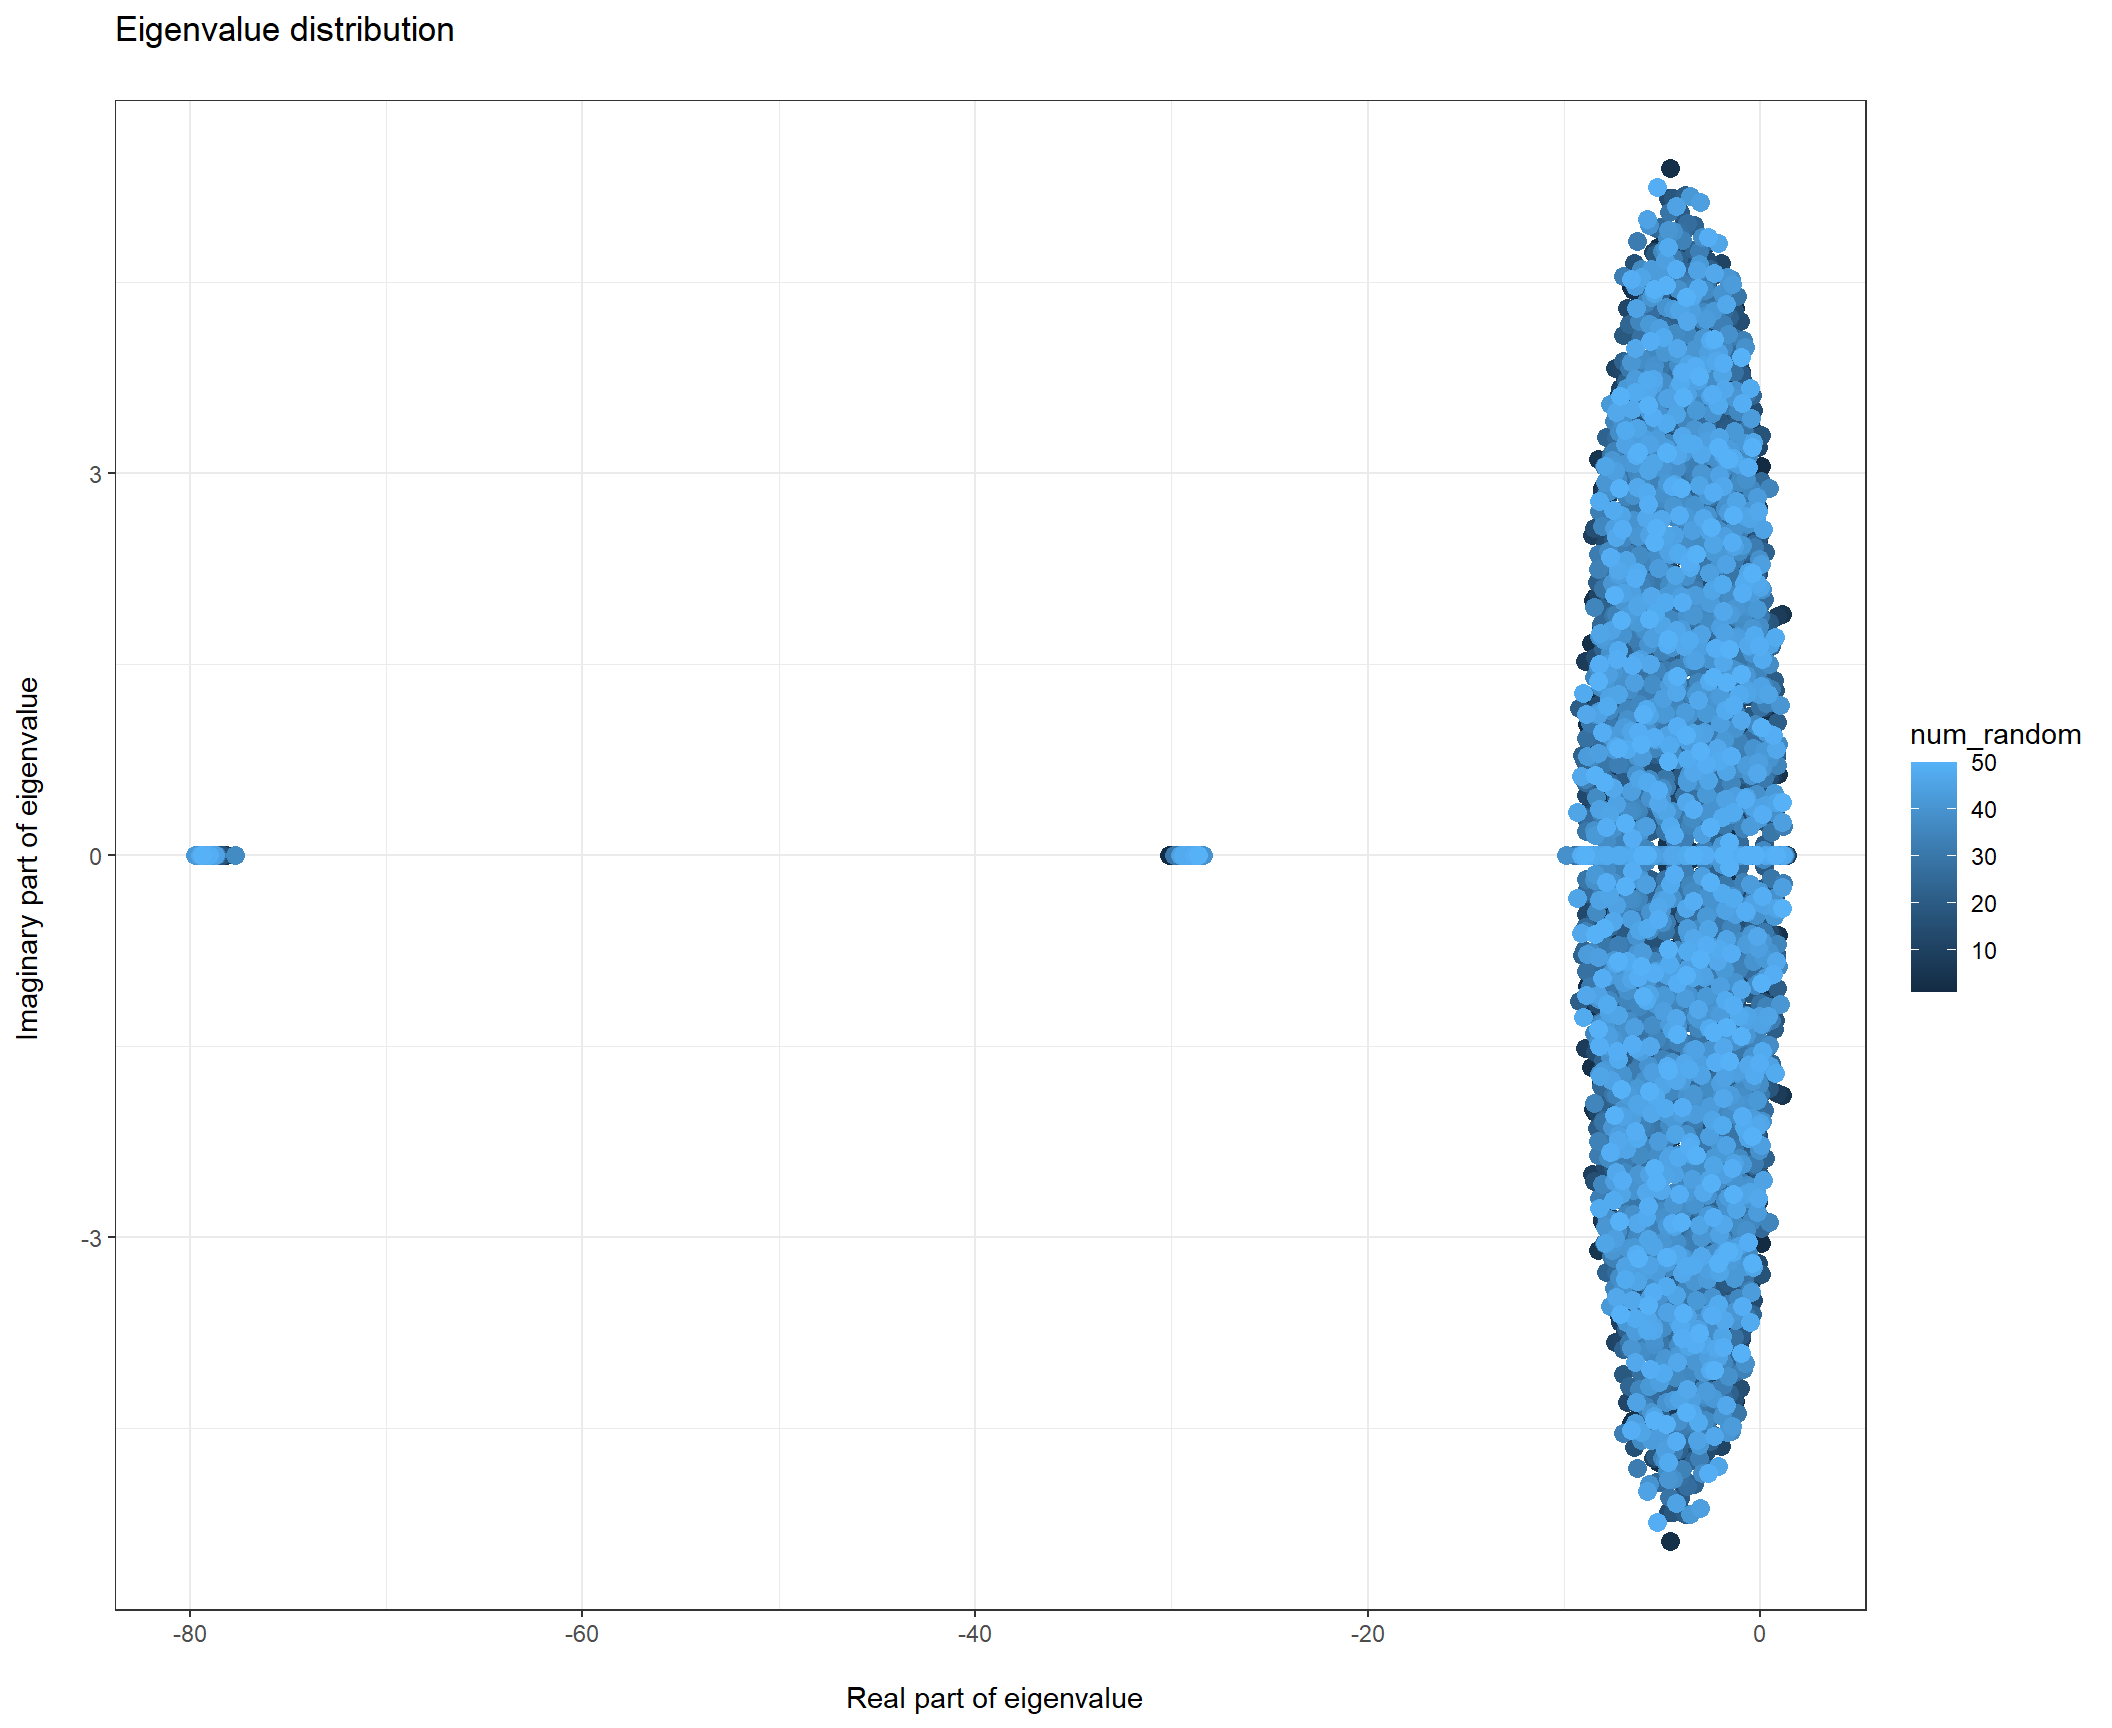 Eigenvalue distribution
Imaginary part of eigenvalue
3
0
-3
-80 -60 -40 -20 0
Real part of eigenvalue
num_random
50
40
30
20
10